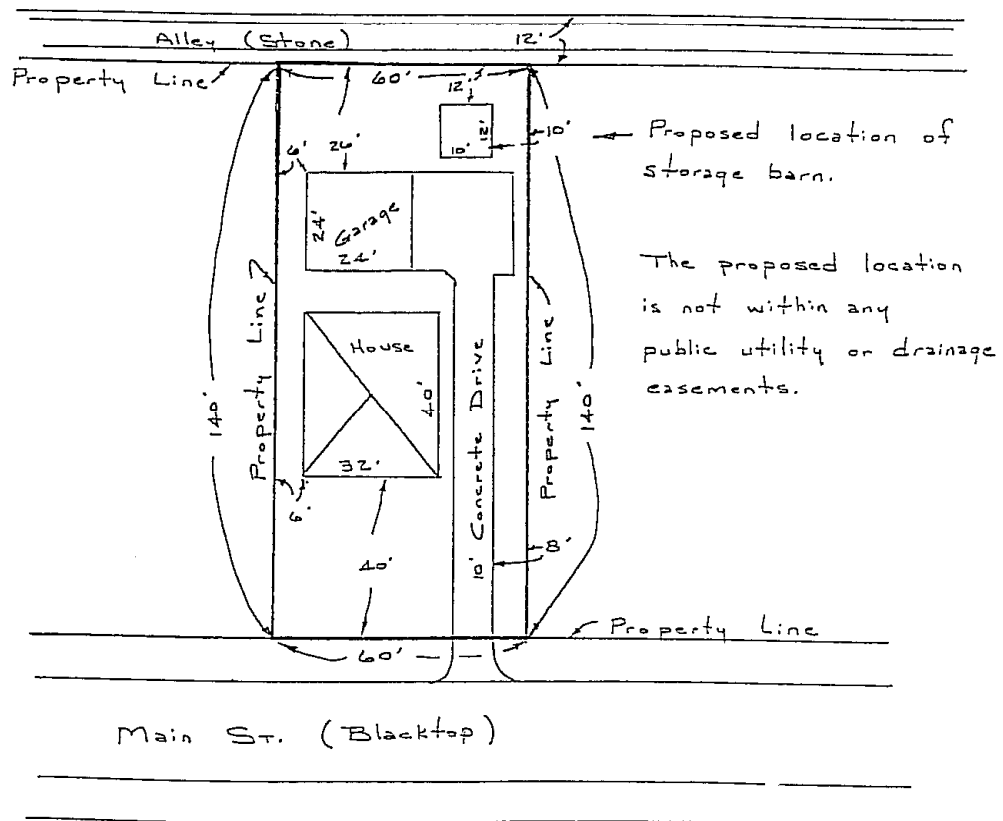 Alley (Stone)
12'
Property Line
60'
12'
10'
12'
10'
Proposed location of
storage barn.
6'
26'
24'
Garage
24'
The proposed location
is not within any
public utility or drainage
easements.
Property Line
140'
House
40'
32'
10' Concrete Drive
Property Line
140'
6'
40'
8'
Property Line
60'
Main St. (Blacktop)